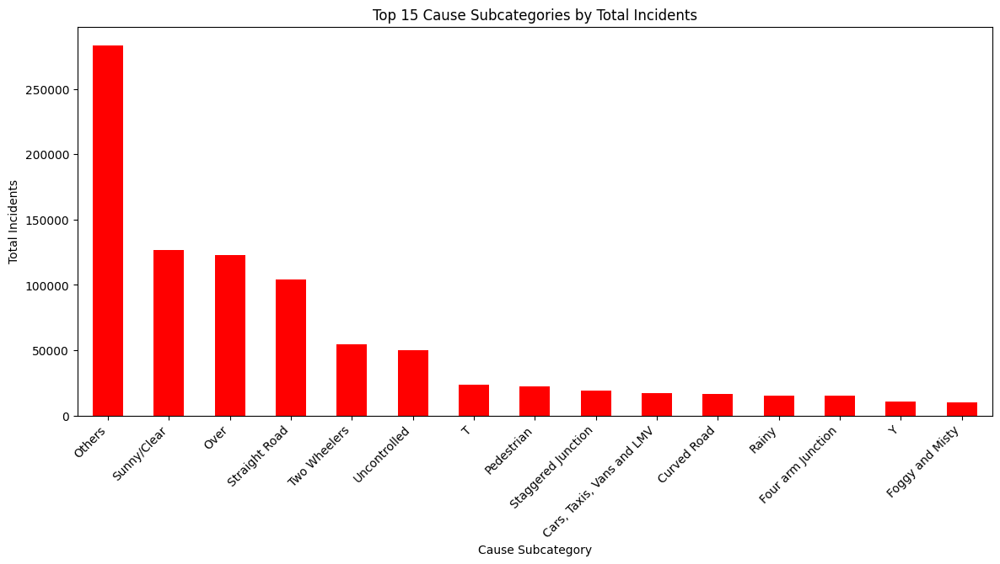 Top 15 Cause Subcategories by Total Incidents
Total Incidents
250000
200000
150000
100000
50000
0
Others
Sunny/Clear
Over
Straight Road
Two Wheelers
Uncontrolled
T
Pedestrian
Staggered Junction
Cars, Taxis, Vans and LMV
Curved Road
Rainy
Four arm Junction
Y
Foggy and Misty
Cause Subcategory